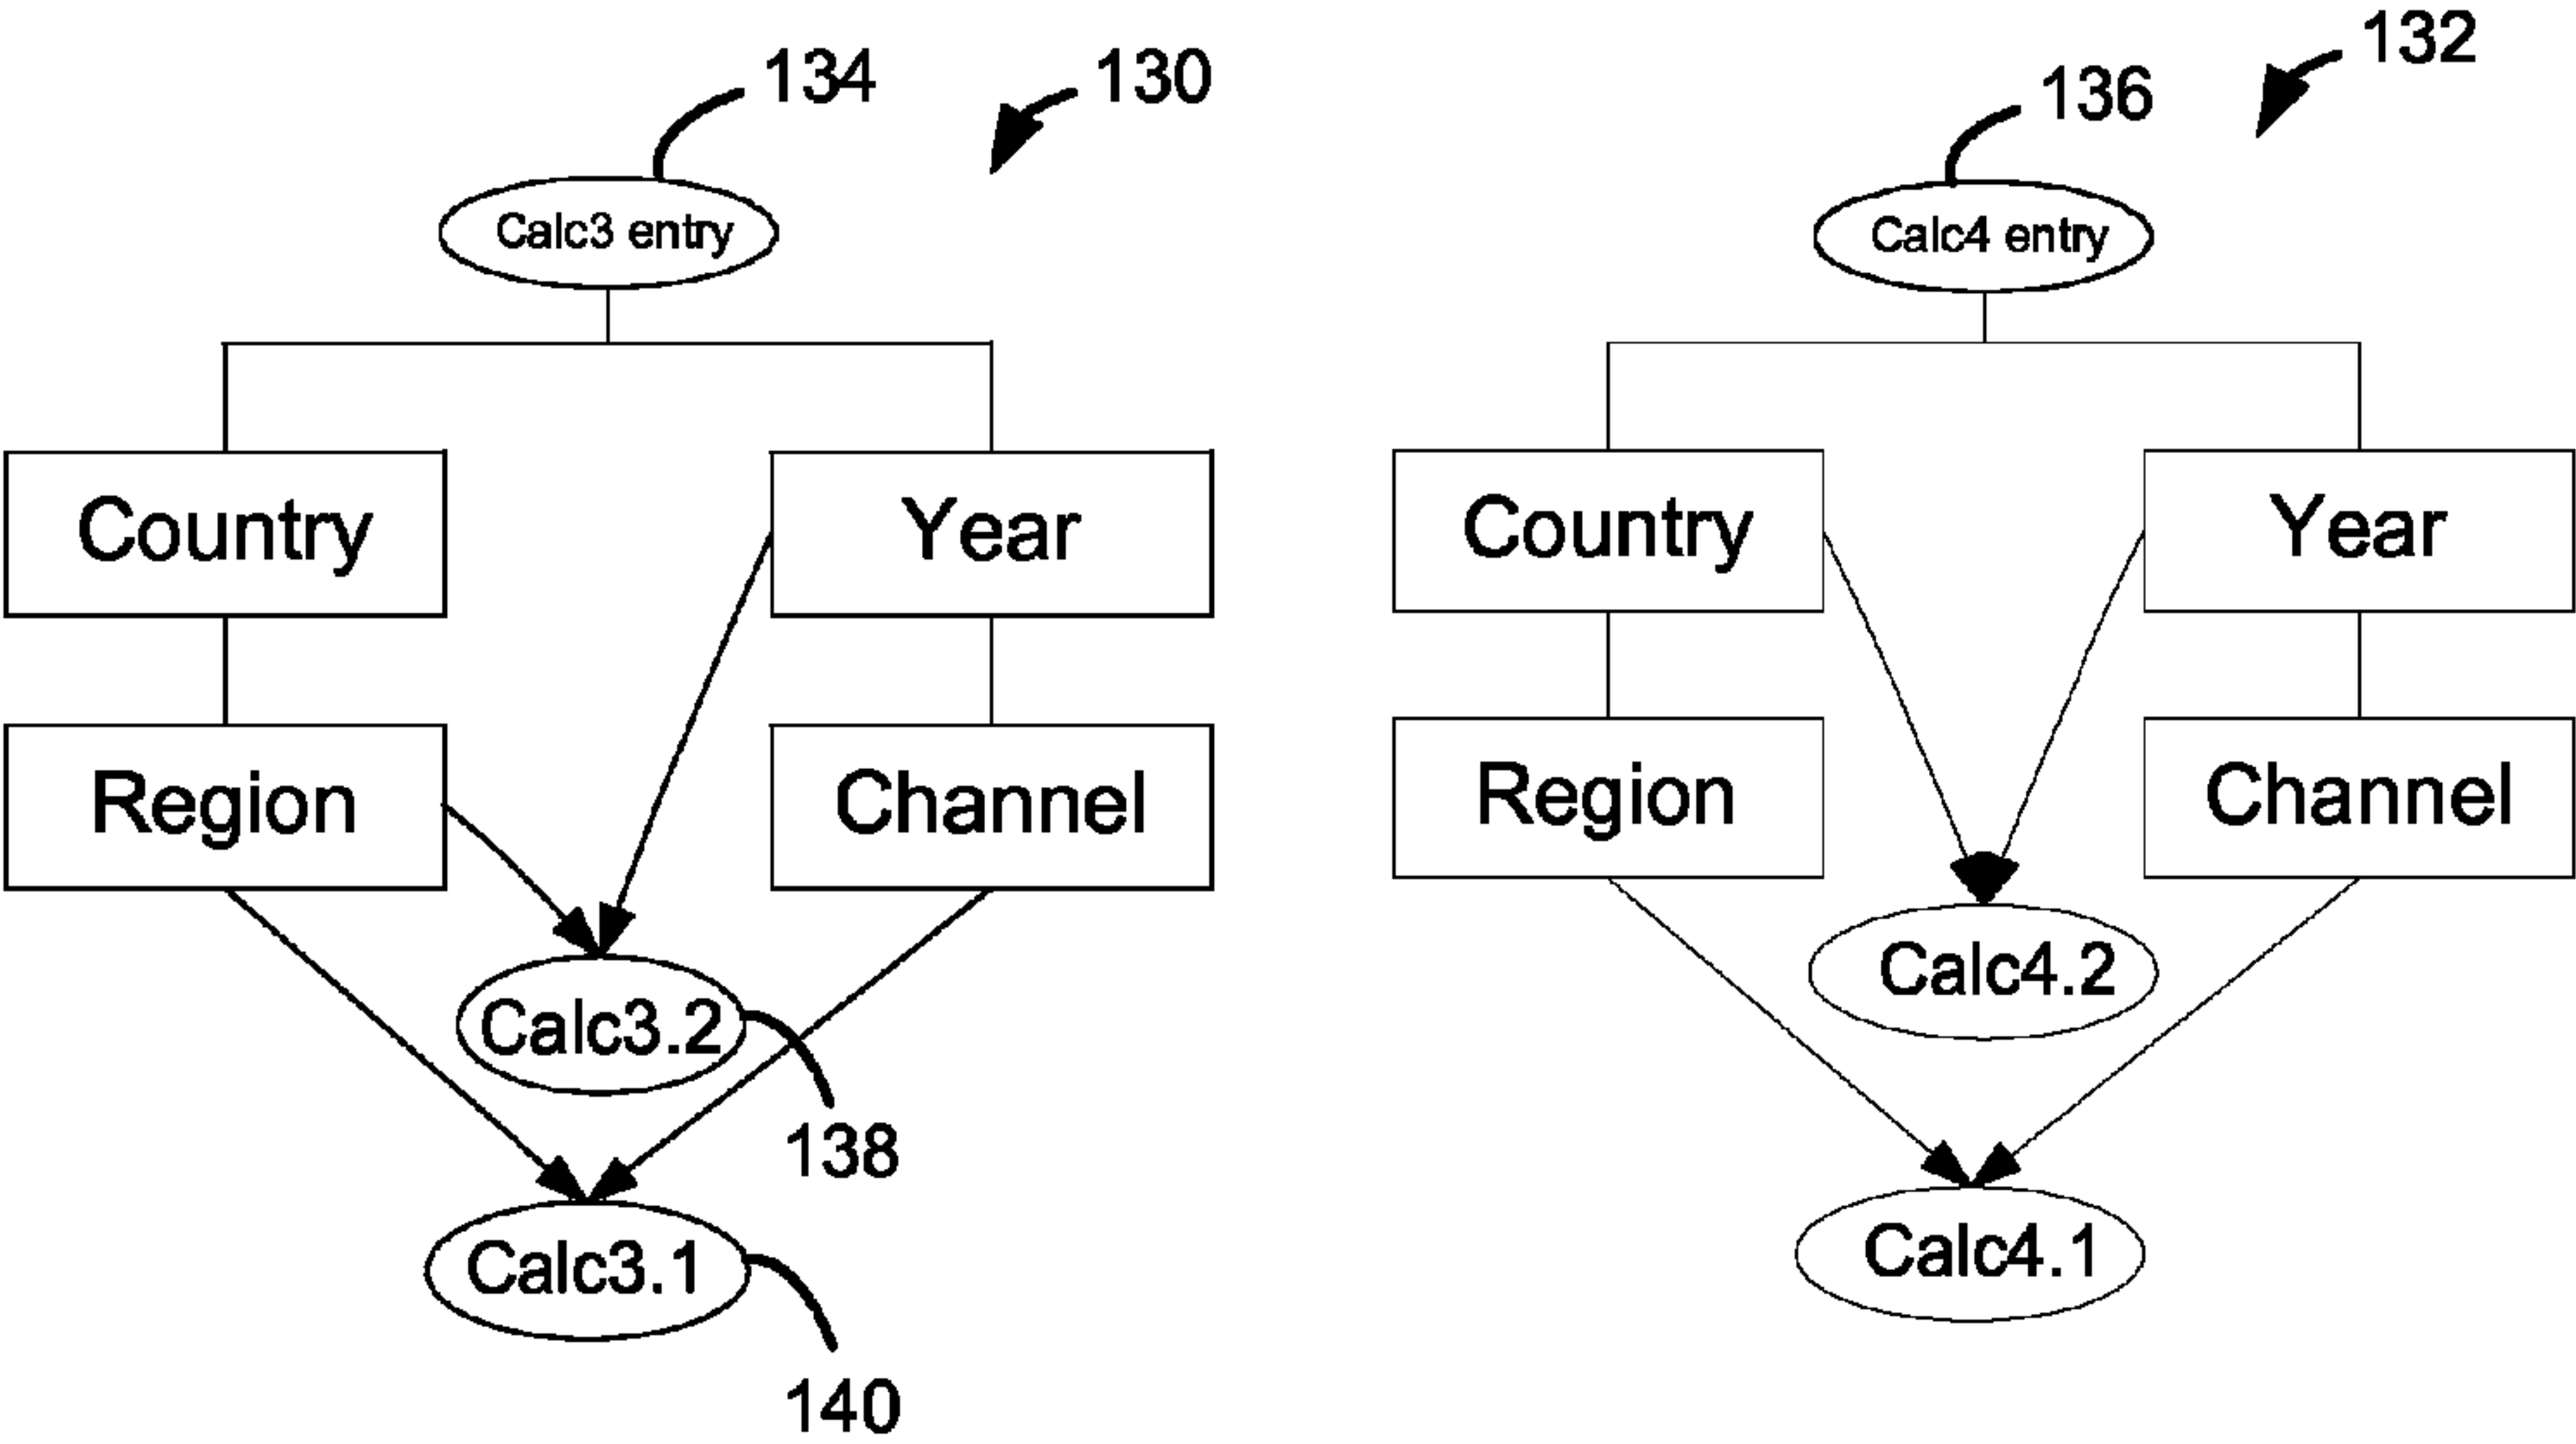 134
130
136
132
Calc3 entry
Calc4 entry
Country
Year
Country
Year
Region
Channel
Region
Channel
Calc3.2
Calc4.2
138
Calc3.1
Calc4.1
140